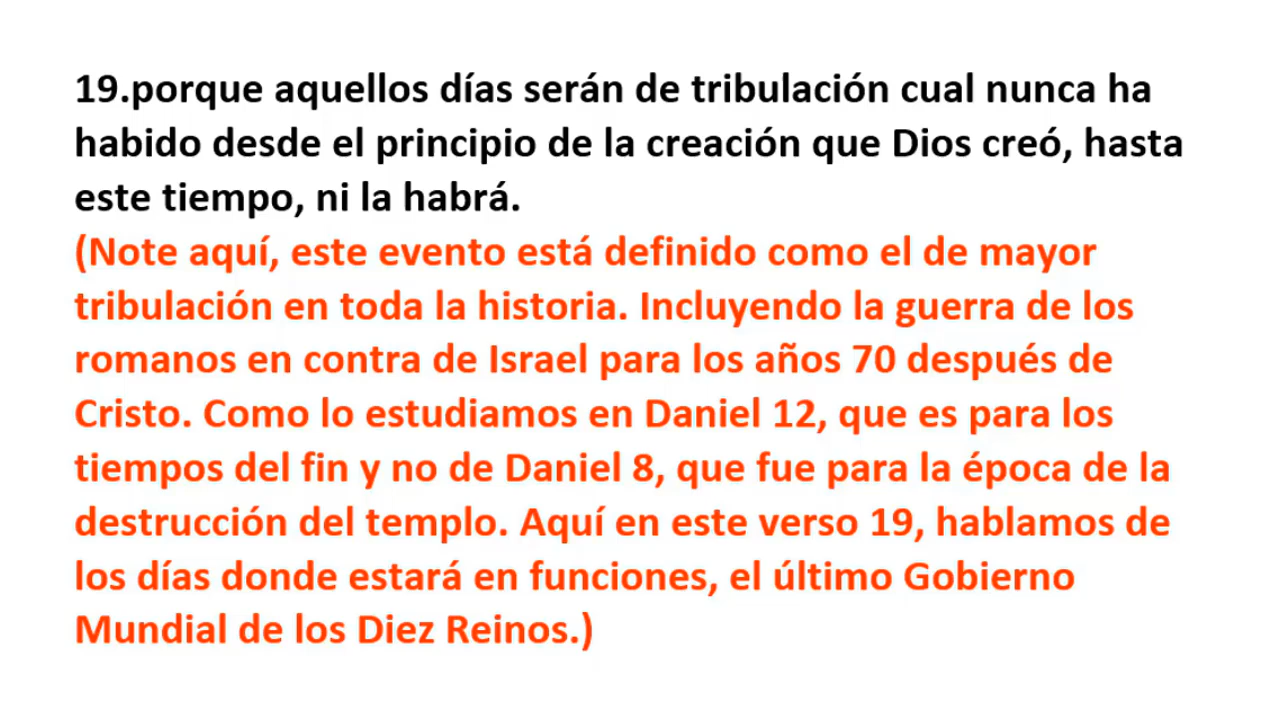 19.porque aquellos días serán de tribulación cual nunca ha
habido desde el principio de la creación que Dios creó, hasta
este tiempo, ni la habrá.
(Note aquí, este evento está definido como el de mayor
tribulación en toda la historia. Incluyendo la guerra de los
romanos en contra de Israel para los años 70 después de
Cristo. Como lo estudiamos en Daniel 12, que es para los
tiempos del fin y no de Daniel 8, que fue para la época de la
destrucción del templo. Aquí en este verso 19, hablamos de
los días donde estará en funciones, el último Gobierno
Mundial de los Diez Reinos.)